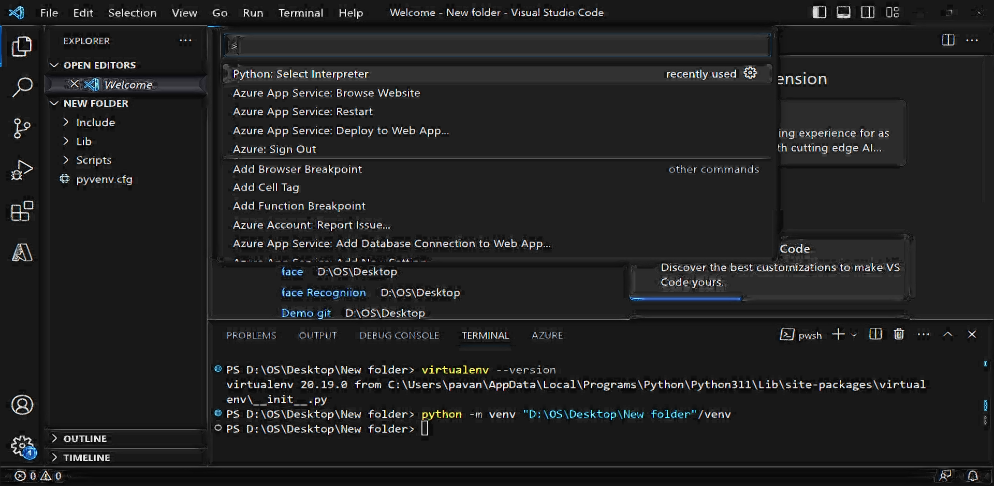 File Edit Selection View Go Run Terminal Help Welcome - New folder - Visual Studio Code
EXPLORER
OPEN EDITORS
Welcome
NEW FOLDER
Include
Lib
Scripts
pyvenv.cfg
OUTLINE
TIMELINE
>
Python: Select Interpreter recently used
Azure App Service: Browse Website
Azure App Service: Restart
Azure App Service: Deploy to Web App...
Azure: Sign Out
Add Browser Breakpoint other commands
Add Cell Tag
Add Function Breakpoint
Azure Account: Report Issue...
Azure App Service: Add Database Connection to Web App...
ension
ing experience for as
th cutting edge AI...
Code
Discover the best customizations to make VS
Code yours.
face D:\OS\Desktop
face Recogniion D:\OS\Desktop
Demo git D:\OS\Desktop
PROBLEMS OUTPUT DEBUG CONSOLE TERMINAL AZURE pwsh
PS D:\OS\Desktop\New folder> virtualenv --version
virtualenv 20.19.0 from C:\Users\pavan\AppData\Local\Programs\Python\Python311\Lib\site-packages\virtual
env\__init__.py
PS D:\OS\Desktop\New folder> python -m venv "D:\OS\Desktop\New folder"/venv
PS D:\OS\Desktop\New folder>
0 0